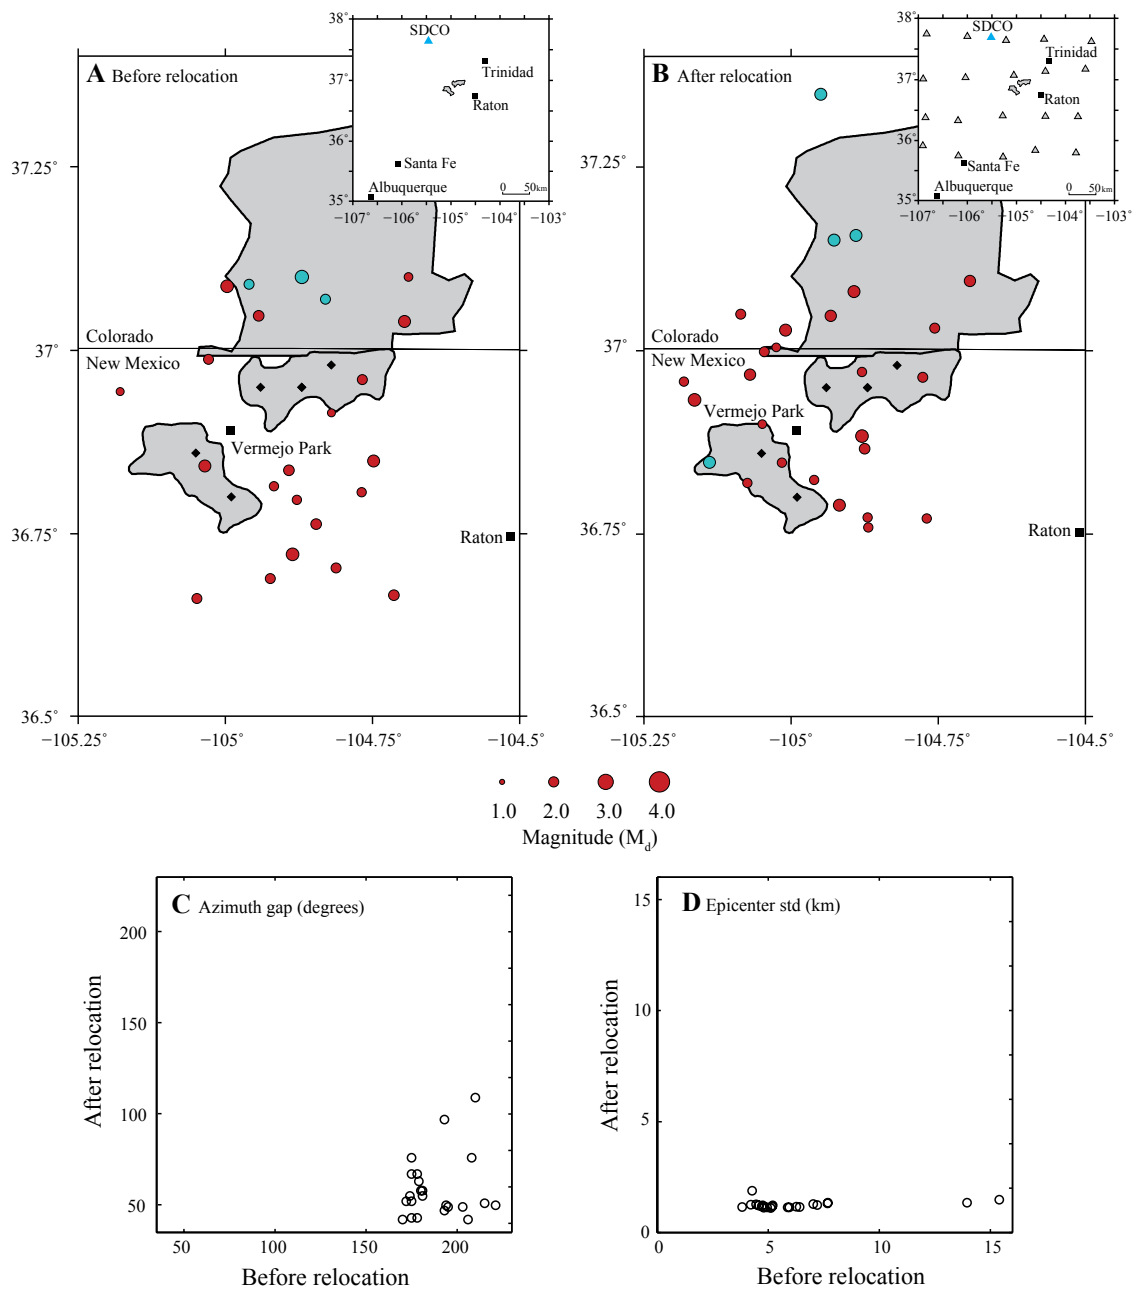 A Before relocation
37.25˚
37˚
36.75˚
36.5˚
−105.25˚ −105˚ −104.75˚ −104.5˚
Colorado
New Mexico
Vermejo Park
Raton
38˚
37˚
36˚
35˚
−107˚ −106˚ −105˚ −104˚ −103˚
SDCO
Trinidad
Raton
Santa Fe
Albuquerque
0 50km
B After relocation
37.25˚
37˚
36.75˚
36.5˚
−105.25˚ −105˚ −104.75˚ −104.5˚
Colorado
New Mexico
Vermejo Park
Raton
38˚
37˚
36˚
35˚
−107˚ −106˚ −105˚ −104˚ −103˚
SDCO
Trinidad
Raton
Santa Fe
Albuquerque
0 50km
1.0 2.0 3.0 4.0
Magnitude (Md)
C Azimuth gap (degrees)
After relocation
200
150
100
50
50 100 150 200
Before relocation
D Epicenter std (km)
After relocation
15
10
5
0
0 5 10 15
Before relocation